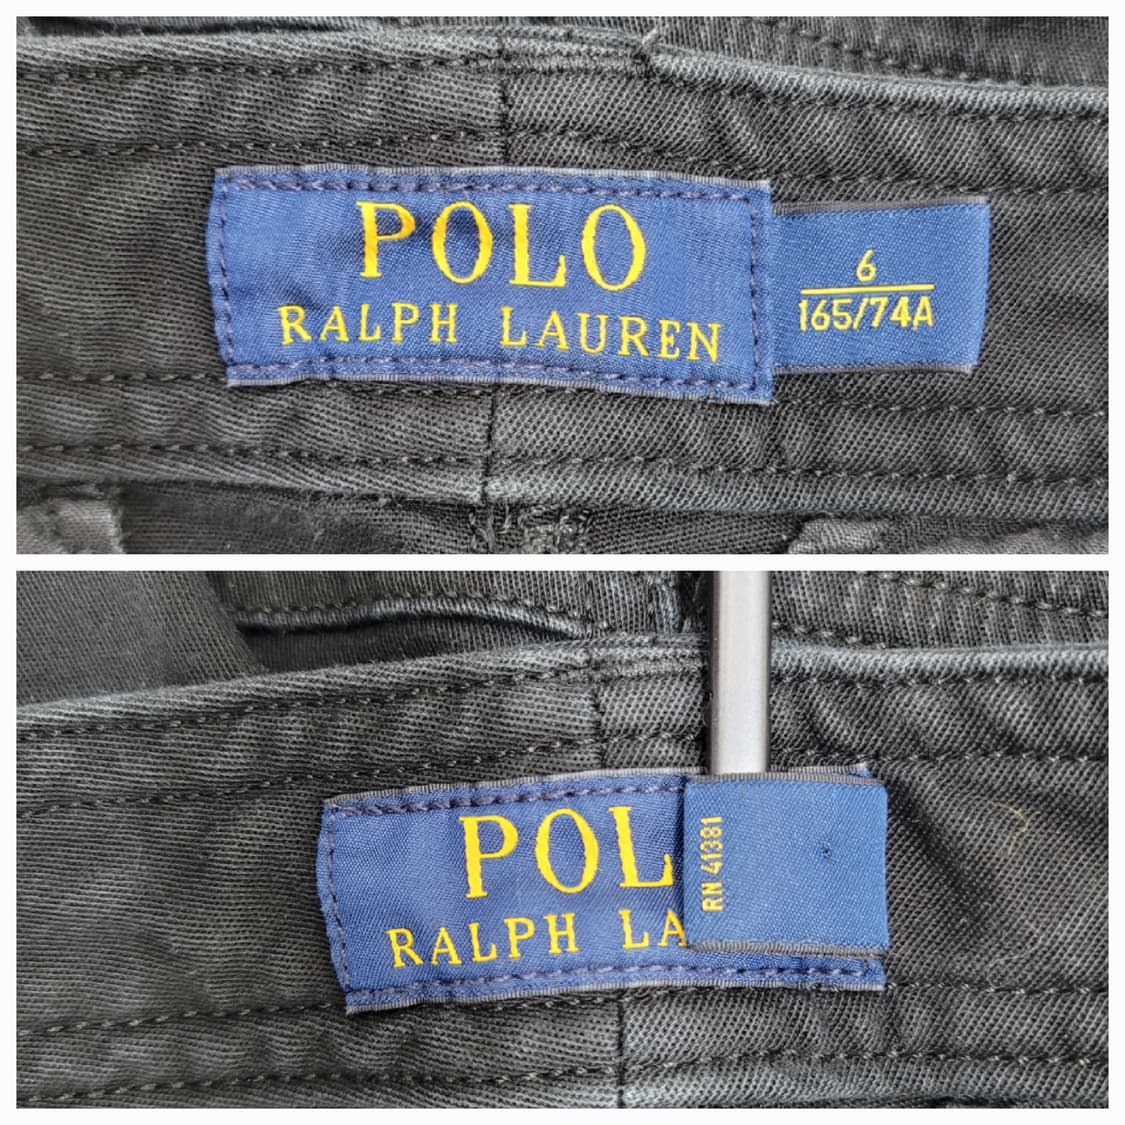 POLO
RALPH LAUREN
6
165/74A
POL
RALPH LA
RN 41381